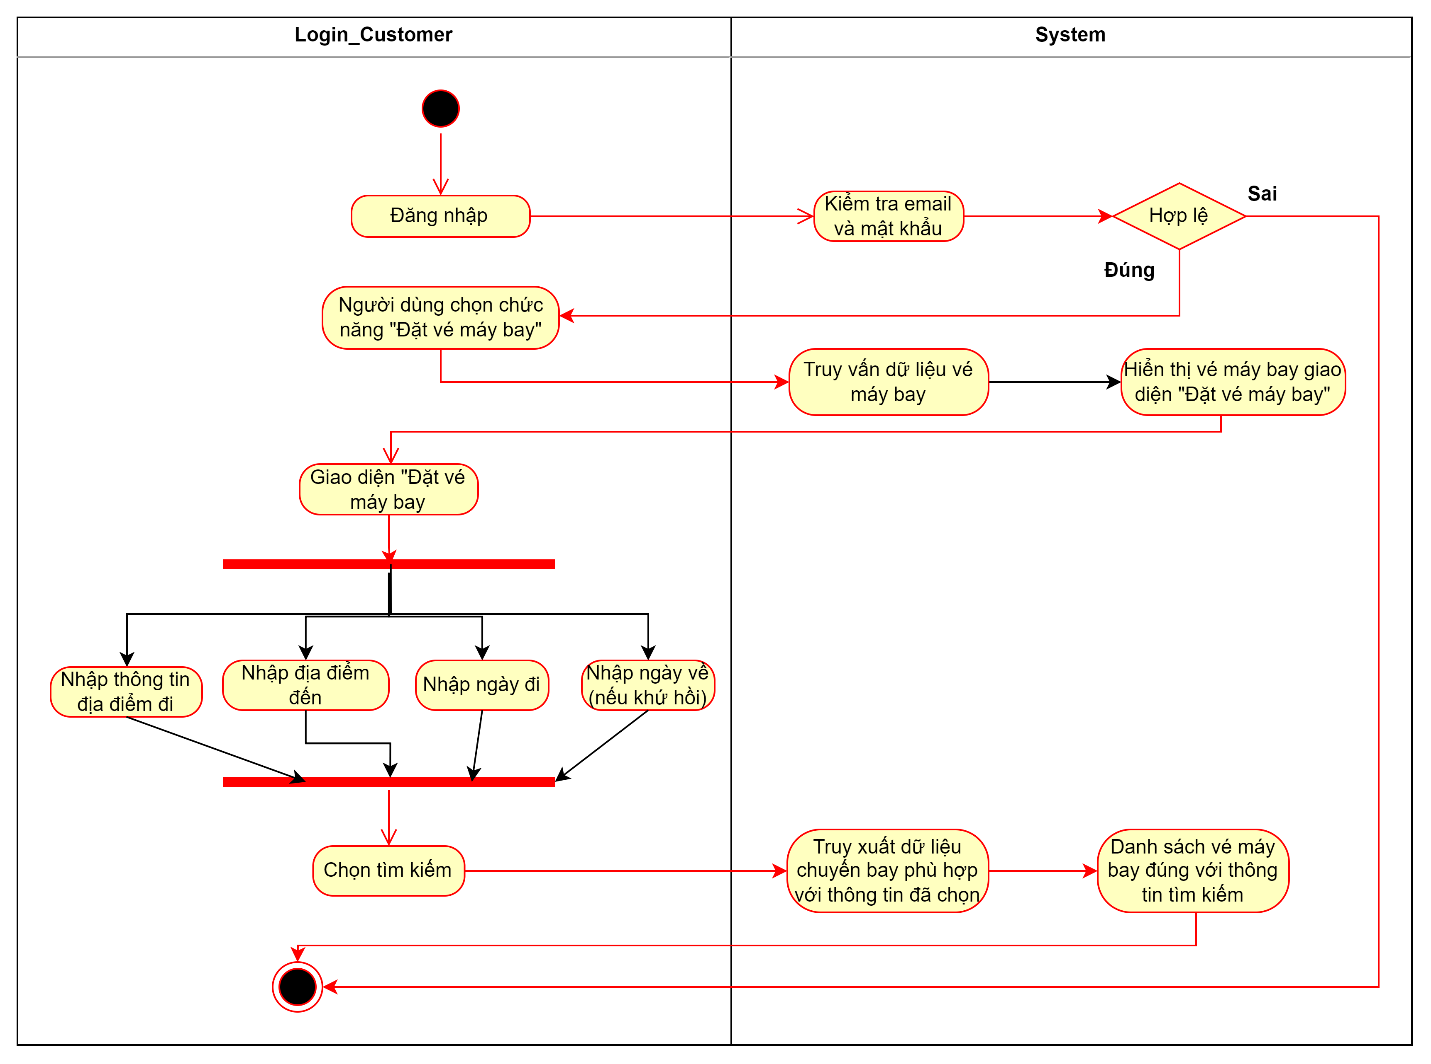 Login_Customer
System
Đăng nhập
Kiểm tra email
và mật khẩu
Hợp lệ
Sai
Đúng
Người dùng chọn chức
năng "Đặt vé máy bay"
Truy vấn dữ liệu vé
máy bay
Hiển thị vé máy bay giao
diện "Đặt vé máy bay"
Giao diện "Đặt vé
máy bay
Nhập thông tin
địa điểm đi
Nhập địa điểm
đến
Nhập ngày đi
Nhập ngày về
(nếu khứ hồi)
Chọn tìm kiếm
Truy xuất dữ liệu
chuyến bay phù hợp
với thông tin đã chọn
Danh sách vé máy
bay đúng với thông
tin tìm kiếm